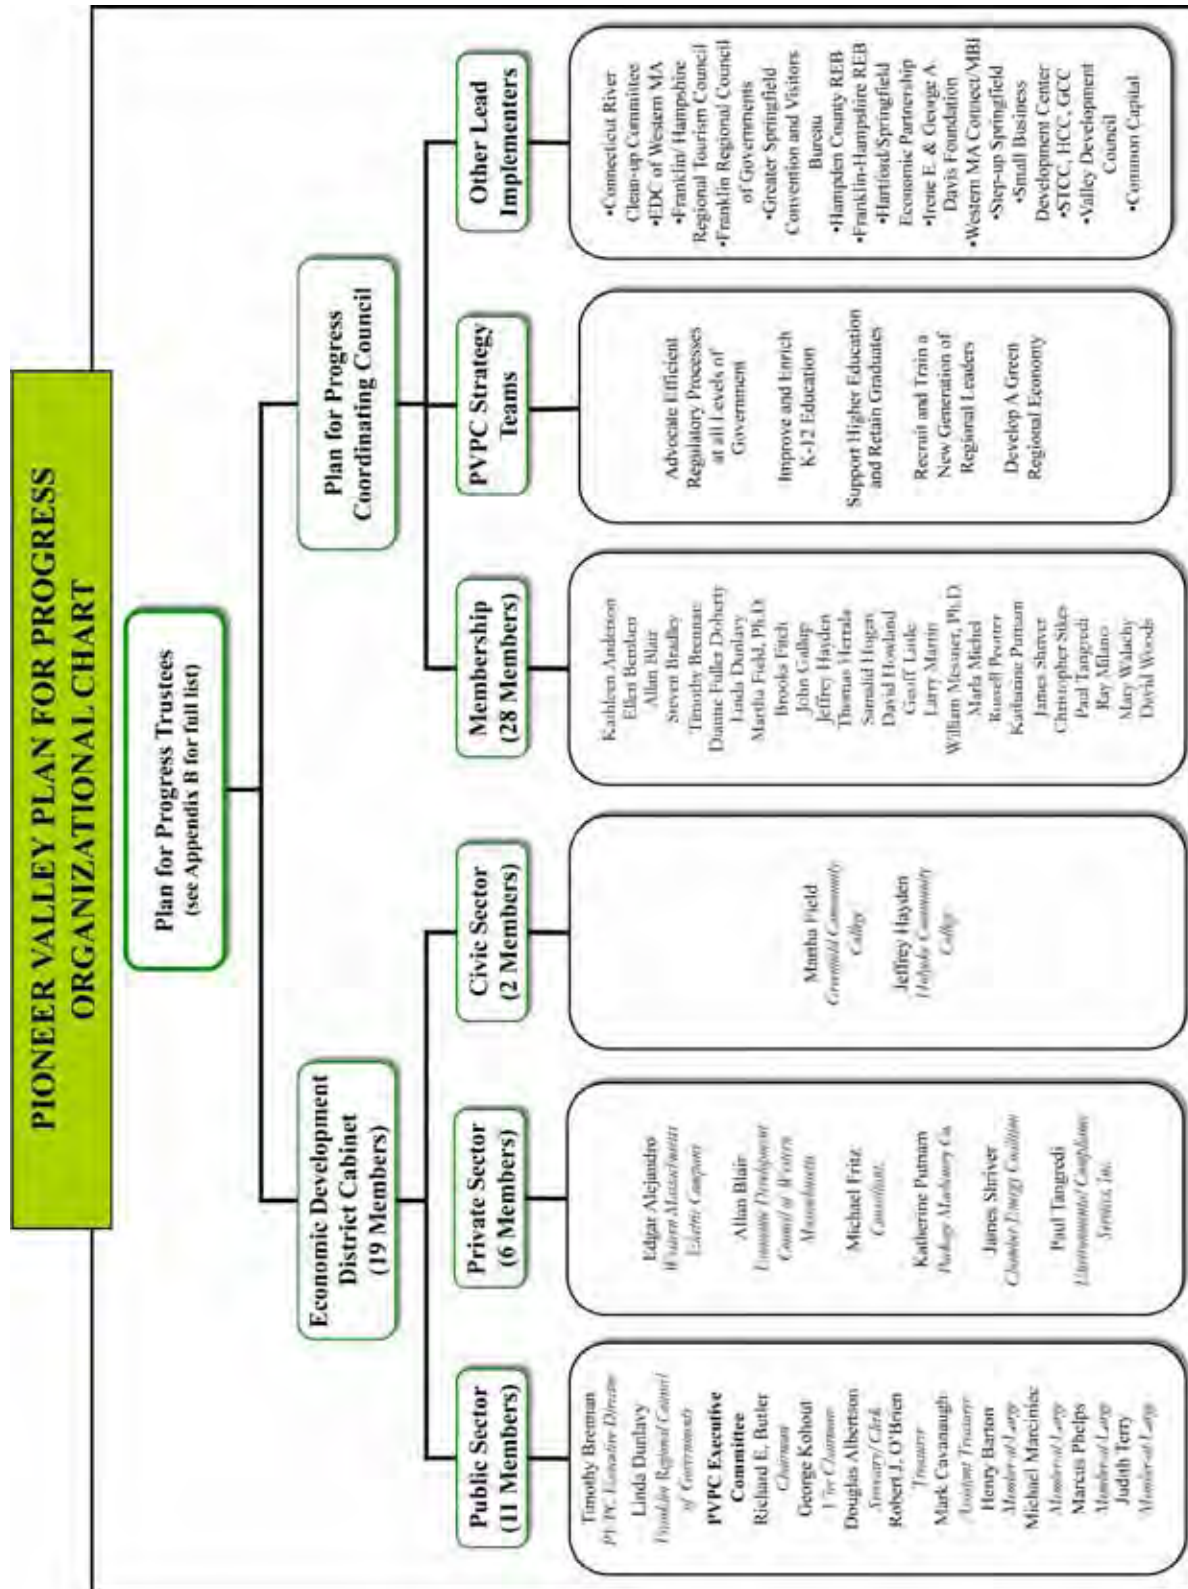 PIONEER VALLEY PLAN FOR PROGRESS
ORGANIZATIONAL CHART
Plan for Progress Trustees
(see Appendix B for full list)
Economic Development
District Cabinet
(19 Members)
Plan for Progress
Coordinating Council
Public Sector
(11 Members)
Private Sector
(6 Members)
Civic Sector
(2 Members)
Membership
(28 Members)
PVPC Strategy
Teams
Other Lead
Implementers
Timothy Brennan
PVPC Executive Director
Linda Dunlavy
Franklin Regional Council
of Governments
PVPC Executive
Committee
Richard E. Butler
Chairman
George Kohout
Vice Chairman
Douglas Albertson
Secretary/Clerk
Robert J. O'Brien
Treasurer
Mark Cavanaugh
Assistant Treasurer
Henry Barton
Member-at-Large
Michael Marciniec
Member-at-Large
Marcus Phelps
Member-at-Large
Judith Terry
Member-at-Large
Edgar Alejandro
Western Massachusetts
Electric Company
Allan Blair
Economic Development
Council of Western
Massachusetts
Michael Fritz
Consultant
Katherine Putnam
Package Machinery Co.
James Shriver
Chamber Energy Coalition
Paul Tangredi
Environmental Compliance
Services, Inc.
Martha Field
Greenfield Community
College
Jeffrey Hayden
Holyoke Community
College
Kathleen Anderson
Ellen Bemben
Allan Blair
Steven Bradley
Timothy Brennan
Dianne Fuller Doherty
Linda Dunlavy
Martha Field, Ph.D.
Brooks Fitch
John Gallup
Jeffrey Hayden
Thomas Herrala
Samalid Hogan
David Howland
Geoff Little
Larry Martin
William Messner, Ph.D.
Marla Michel
Russell Peotter
Katharine Putnam
James Shriver
Christopher Sikes
Paul Tangredi
Ray Milano
Mary Walachy
David Woods
Advocate Efficient
Regulatory Processes
at all Levels of
Government
Improve and Enrich
K-12 Education
Support Higher Education
and Retain Graduates
Recruit and Train a
New Generation of
Regional Leaders
Develop A Green
Regional Economy
•Connecticut River
Clean-up Committee
•EDC of Western MA
•Franklin/ Hampshire
Regional Tourism Council
•Franklin Regional Council
of Governments
•Greater Springfield
Convention and Visitors
Bureau
•Hampden County REB
•Franklin-Hampshire REB
•Hartford/Springfield
Economic Partnership
•Irene E. & George A.
Davis Foundation
•Western MA Connect/MBI
•Step-up Springfield
•Small Business
Development Center
•STCC, HCC, GCC
•Valley Development
Council
•Common Capital